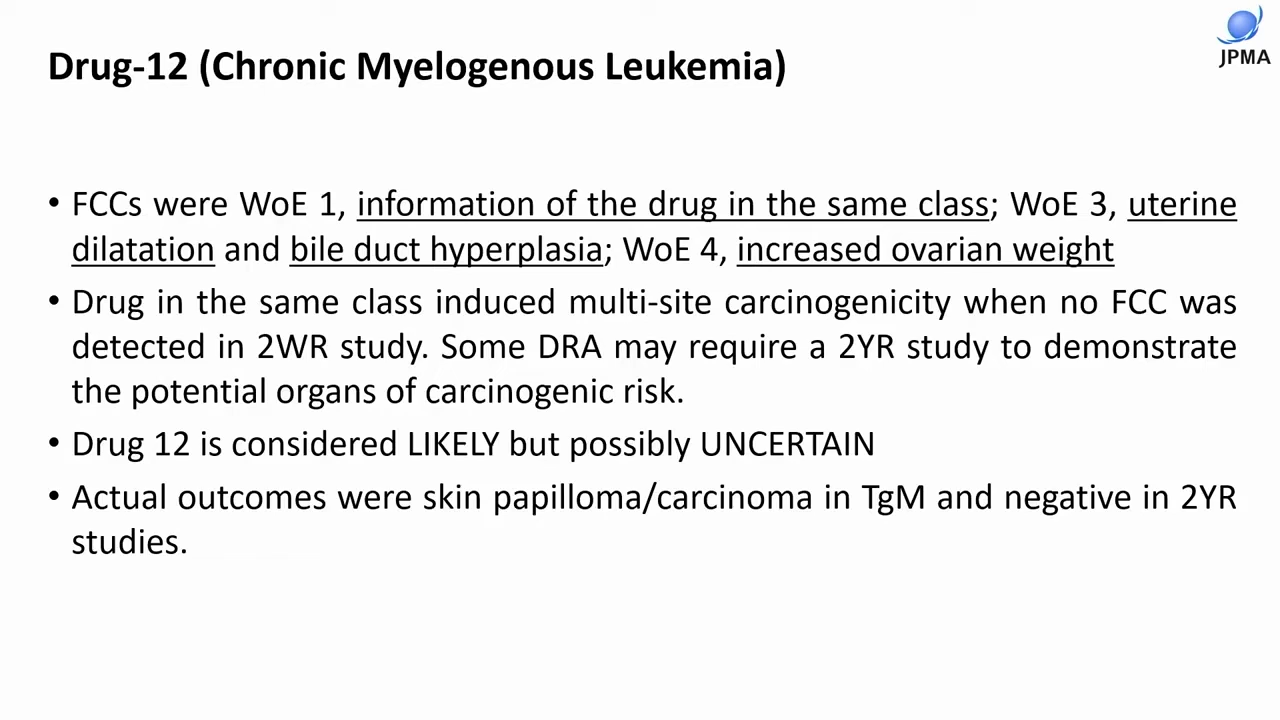 Drug-12 (Chronic Myelogenous Leukemia)
JPMA
• FCCs were WoE 1, information of the drug in the same class; WoE 3, uterine
dilatation and bile duct hyperplasia; WoE 4, increased ovarian weight
• Drug in the same class induced multi-site carcinogenicity when no FCC was
detected in 2WR study. Some DRA may require a 2YR study to demonstrate
the potential organs of carcinogenic risk.
• Drug 12 is considered LIKELY but possibly UNCERTAIN
• Actual outcomes were skin papilloma/carcinoma in TgM and negative in 2YR
studies.